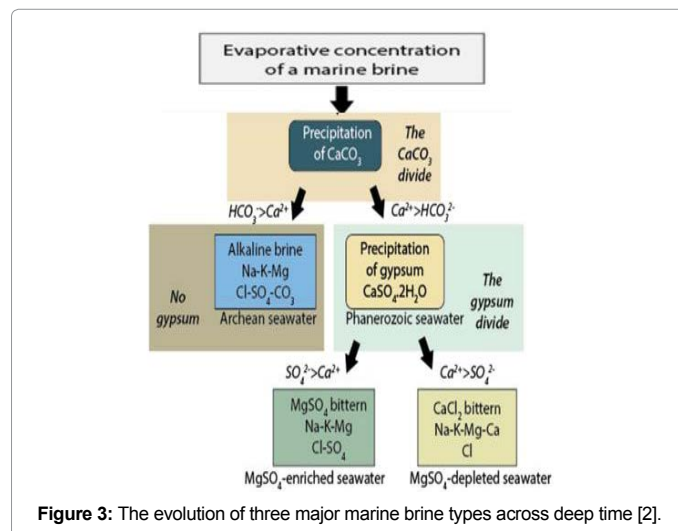 Evaporative concentration
of a marine brine
Precipitation
of CaCO₃
The
CaCO₃
divide
HCO₃⁻>Ca²⁺
Ca²⁺>HCO₃²⁻
No
gypsum
Alkaline brine
Na-K-Mg
Cl-SO₄-CO₃
Archean seawater
Precipitation
of gypsum
CaSO₄.2H₂O
Phanerozoic seawater
The
gypsum
divide
SO₄²⁻>Ca²⁺
Ca²⁺>SO₄²⁻
MgSO₄ bittern
Na-K-Mg
Cl-SO₄
MgSO₄-enriched seawater
CaCl₂ bittern
Na-K-Mg-Ca
Cl
MgSO₄-depleted seawater
Figure 3: The evolution of three major marine brine types across deep time [2].